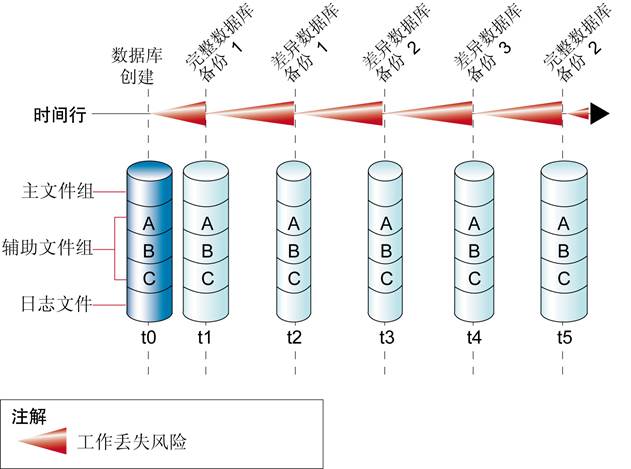 数据库
创建
完整数据库
备份 1
差异数据库
备份 1
差异数据库
备份 2
差异数据库
备份 3
完整数据库
备份 2
时间行
主文件组
辅助文件组
日志文件
A A A A A A
B B B B B B
C C C C C C
t0 t1 t2 t3 t4 t5
注解
工作丢失风险